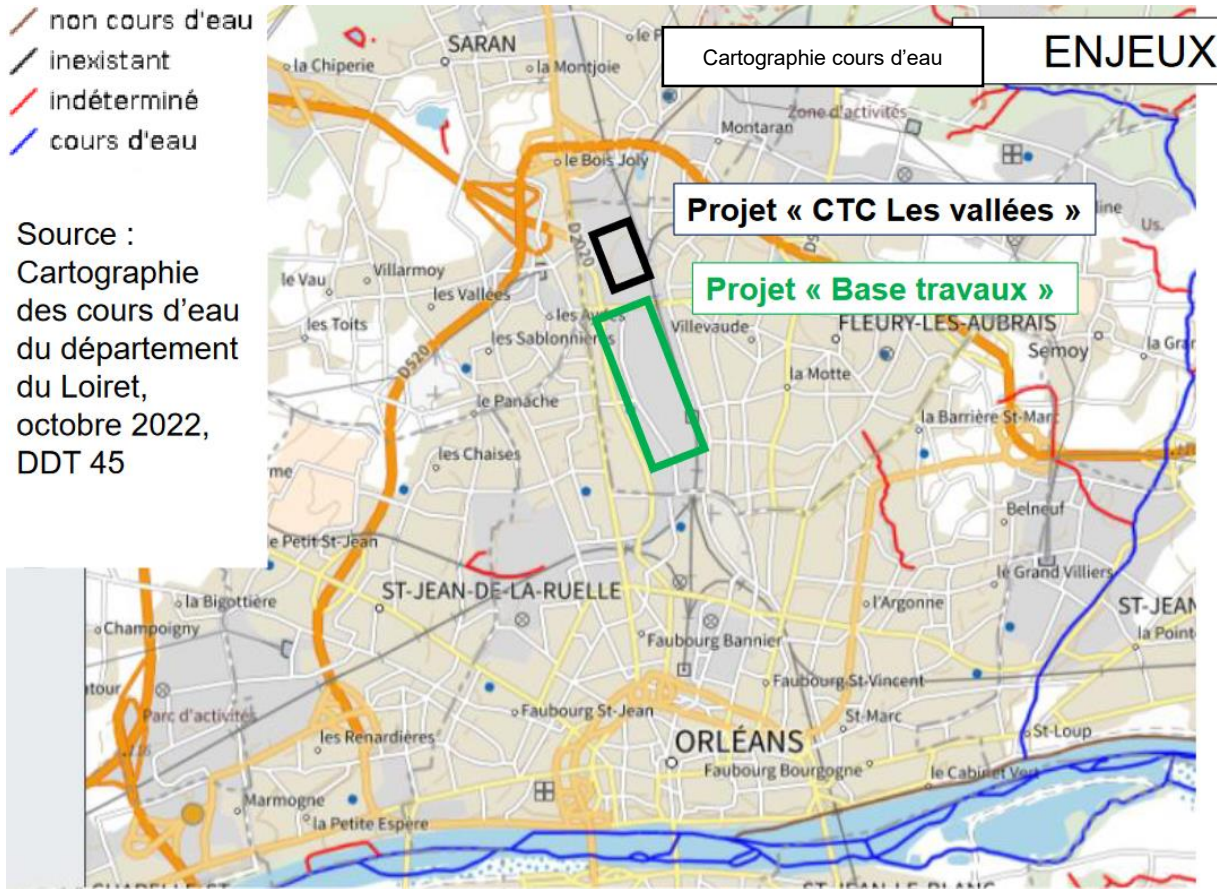 non cours d'eau
inexistant
indéterminé
cours d'eau
Source :
Cartographie
des cours d'eau
du département
du Loiret,
octobre 2022,
DDT 45
Cartographie cours d'eau
ENJEUX
Projet « CTC Les vallées »
Projet « Base travaux »
SARAN
la Chiperie
la Montjoie
Zone d'activités
Montaran
le Bois Joly
D2020
Us.
le Vau
Villarmoy
les Vallées
les Toits
les Sablonnières
Villevaude
FLEURY-LES-AUBRAIS
Semoy
D520
la Motte
le Panache
la Barrière St-Marc
les Chaises
Belneuf
le Petit-St-Jean
le Grand Villiers
ST-JEAN-DE-LA-RUELLE
la Bigottière
l'Argonne
ST-JEAN
Champoigny
Faubourg Bannier
la Point
Faubourg-St-Vincent
Parc d'activités
Faubourg St-Jean
St-Marc
les Renardières
ORLÉANS
St-Loup
Faubourg Bourgogne
le Cabinet Vert
Marmogne
la Petite Espere